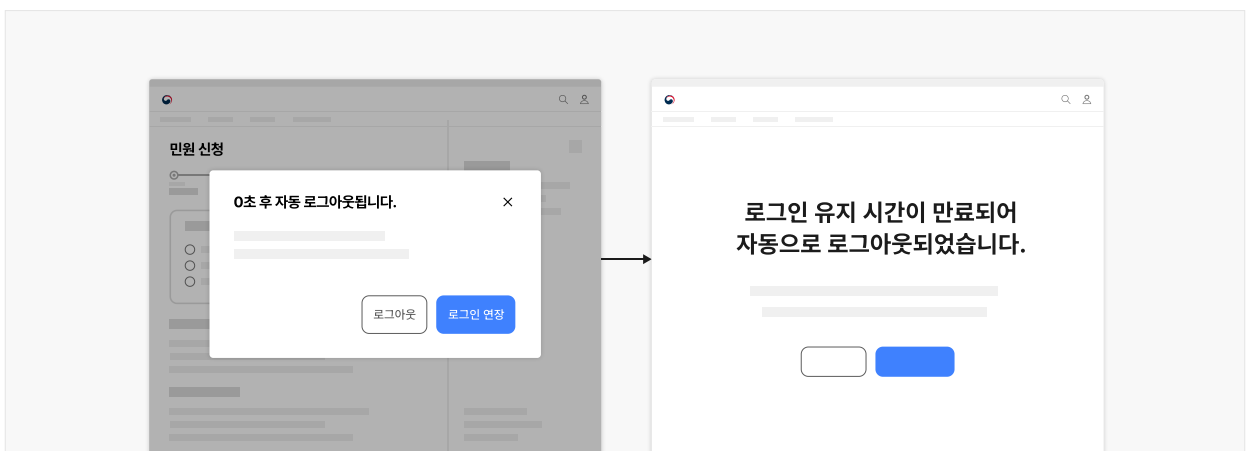 민원 신청
0초 후 자동 로그아웃됩니다.
로그아웃
로그인 연장
로그인 유지 시간이 만료되어
자동으로 로그아웃되었습니다.